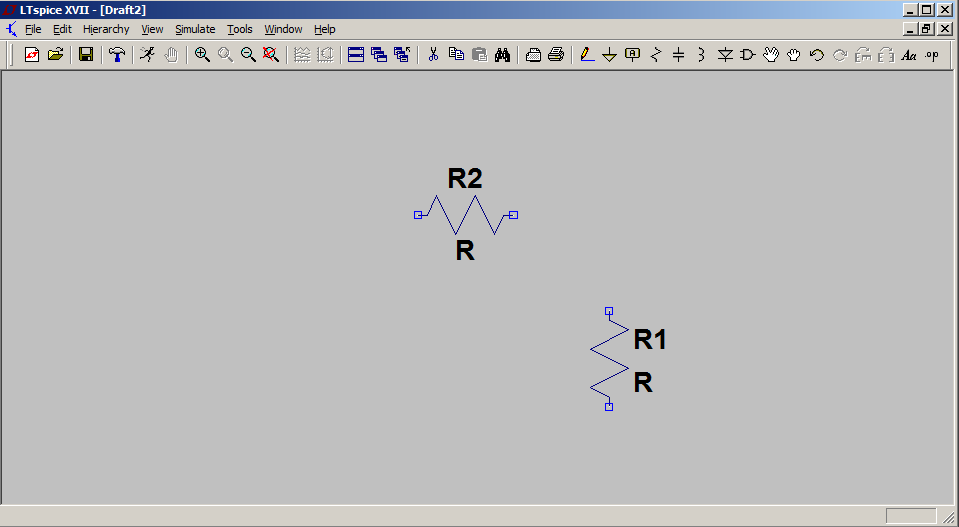 LTspice XVII - [Draft2]
File Edit Hierarchy View Simulate Tools Window Help
A Aa .op
R2
R
R1
R